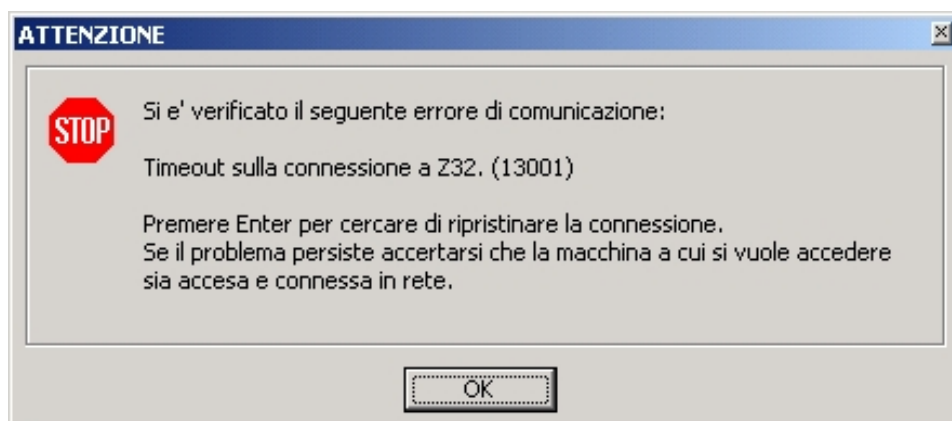 ATTENZIONE
STOP
Si e' verificato il seguente errore di comunicazione:
Timeout sulla connessione a Z32. (13001)
Premere Enter per cercare di ripristinare la connessione.
Se il problema persiste accertarsi che la macchina a cui si vuole accedere
sia accesa e connessa in rete.
OK